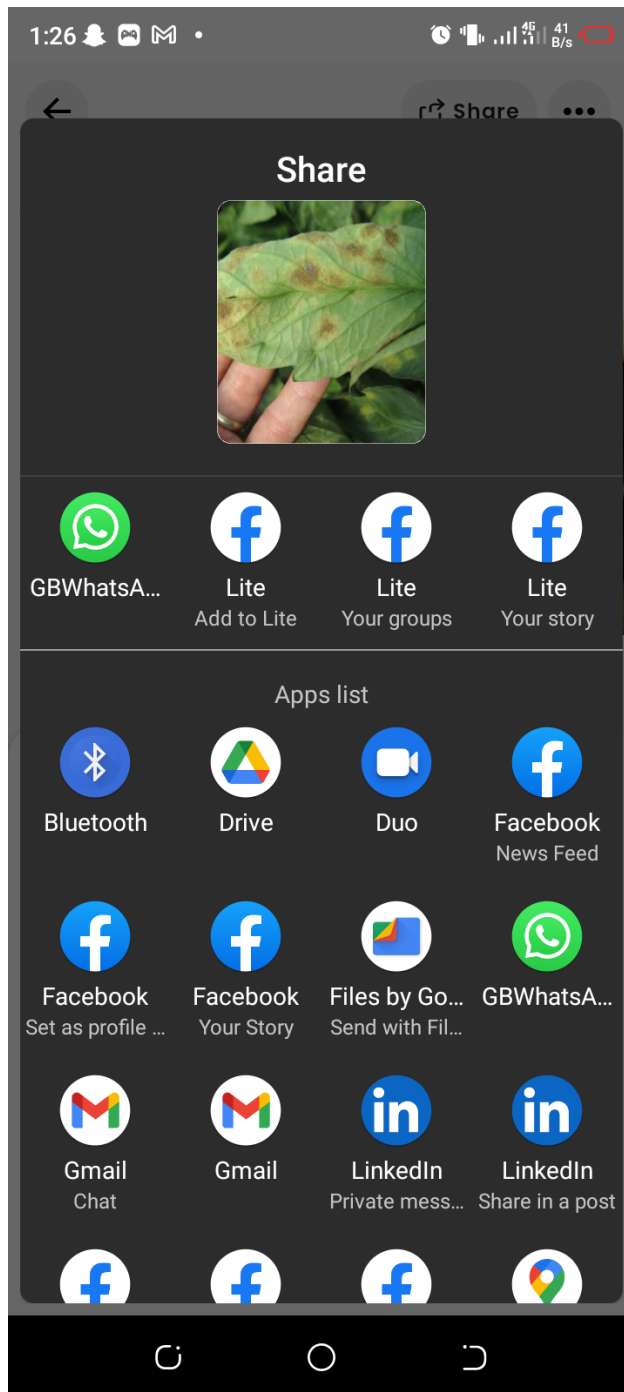 1:26
4G
41
B/s
Share
Share
GBWhatsA...
Lite
Add to Lite
Lite
Your groups
Lite
Your story
Apps list
Bluetooth
Drive
Duo
Facebook
News Feed
Facebook
Set as profile ...
Facebook
Your Story
Files by Go...
Send with Fil...
GBWhatsA...
Gmail
Chat
Gmail
LinkedIn
Private mess...
LinkedIn
Share in a post